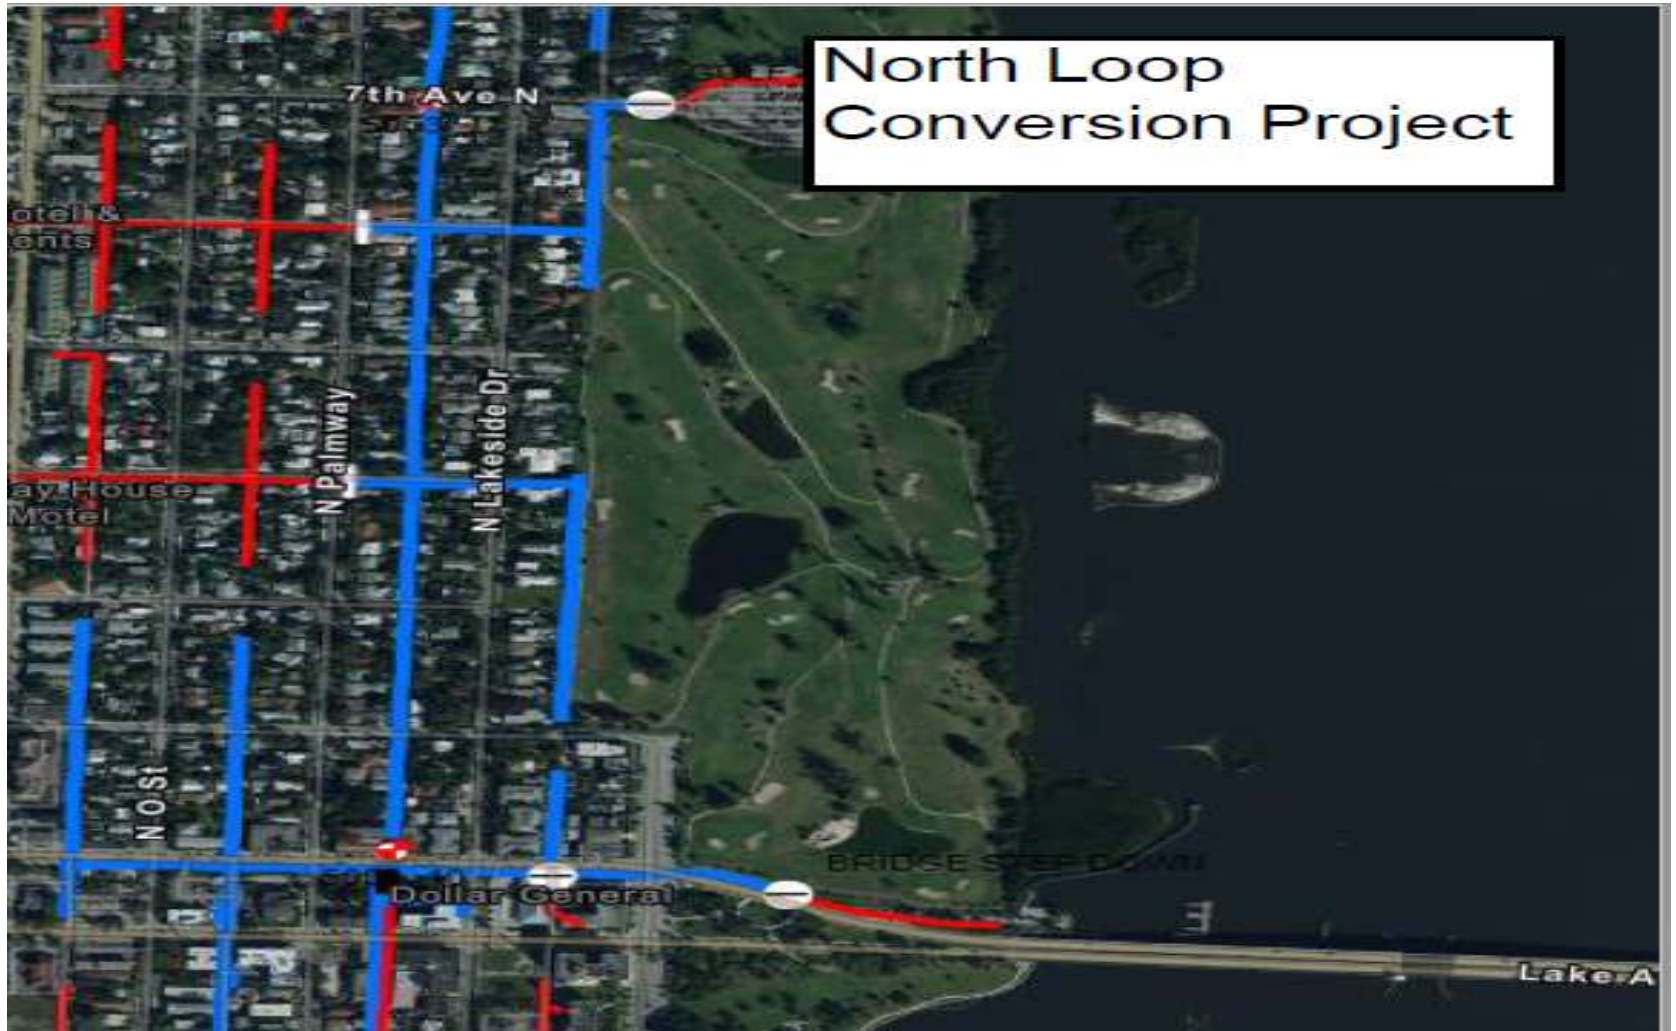 North Loop
Conversion Project
7th Ave N
otel &
ents
N Palmway
N Lakeside Dr
ay House
Motel
N O St
BRIDGE STEP DOWN
Dollar General
Lake A